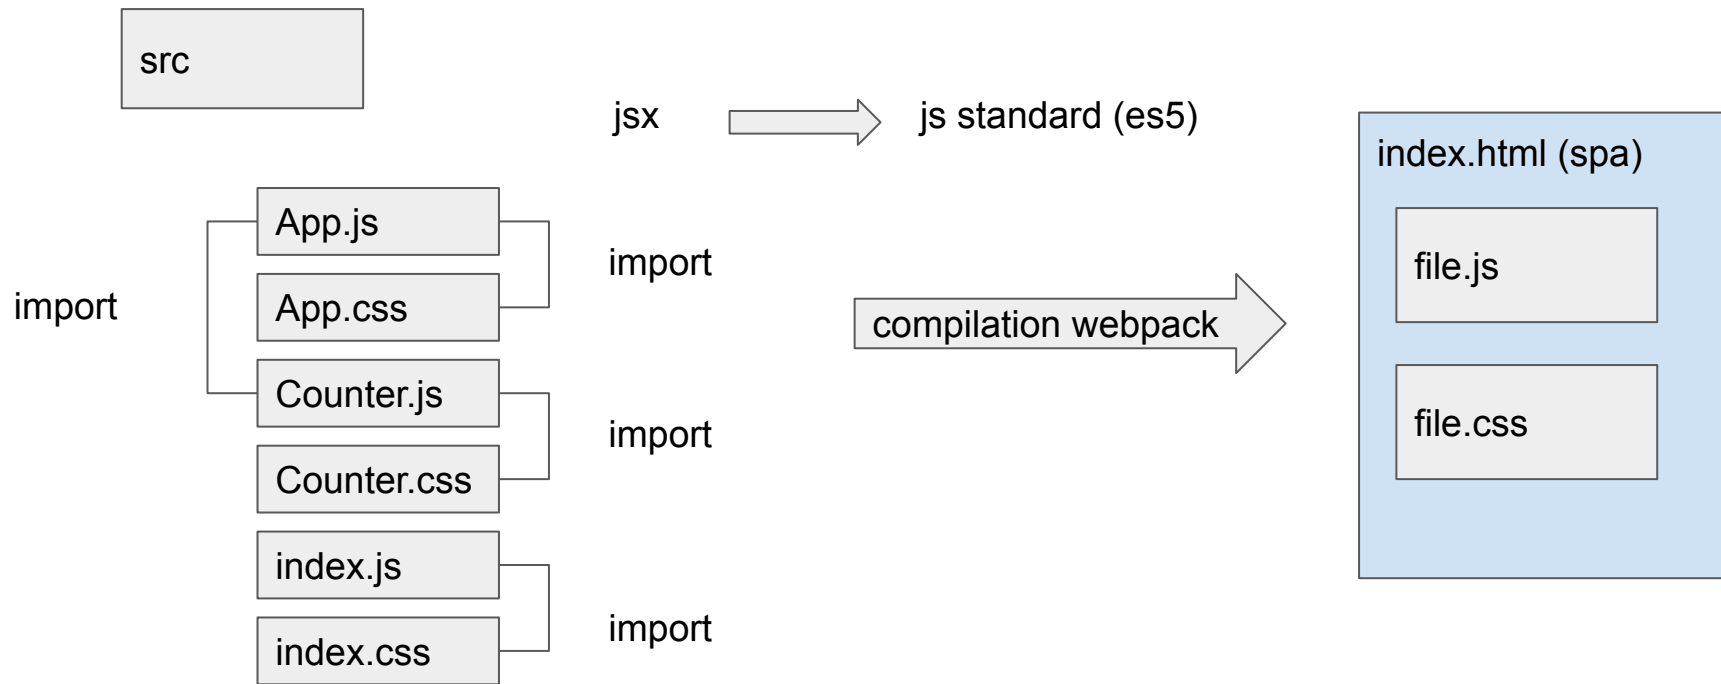 src
jsx
js standard (es5)
index.html (spa)
App.js
import
file.js
import
App.css
compilation webpack
Counter.js
import
file.css
Counter.css
index.js
import
index.css